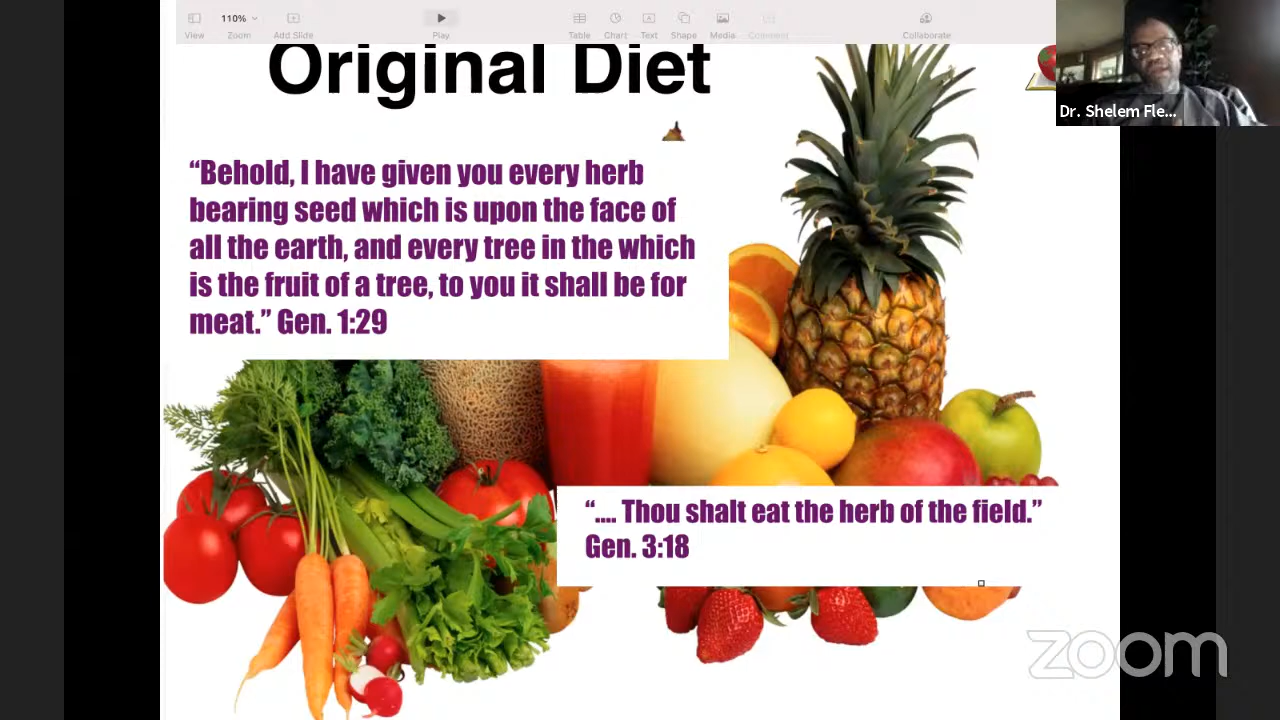 110%
View
Zoom
Add Slide
Play
Table
Chart
Text
Shape
Media
Comment
Collaborate
Original Diet
Dr. Shelem Fle...
“Behold, I have given you every herb
bearing seed which is upon the face of
all the earth, and every tree in the which
is the fruit of a tree, to you it shall be for
meat.” Gen. 1:29
“.... Thou shalt eat the herb of the field.”
Gen. 3:18
zoom